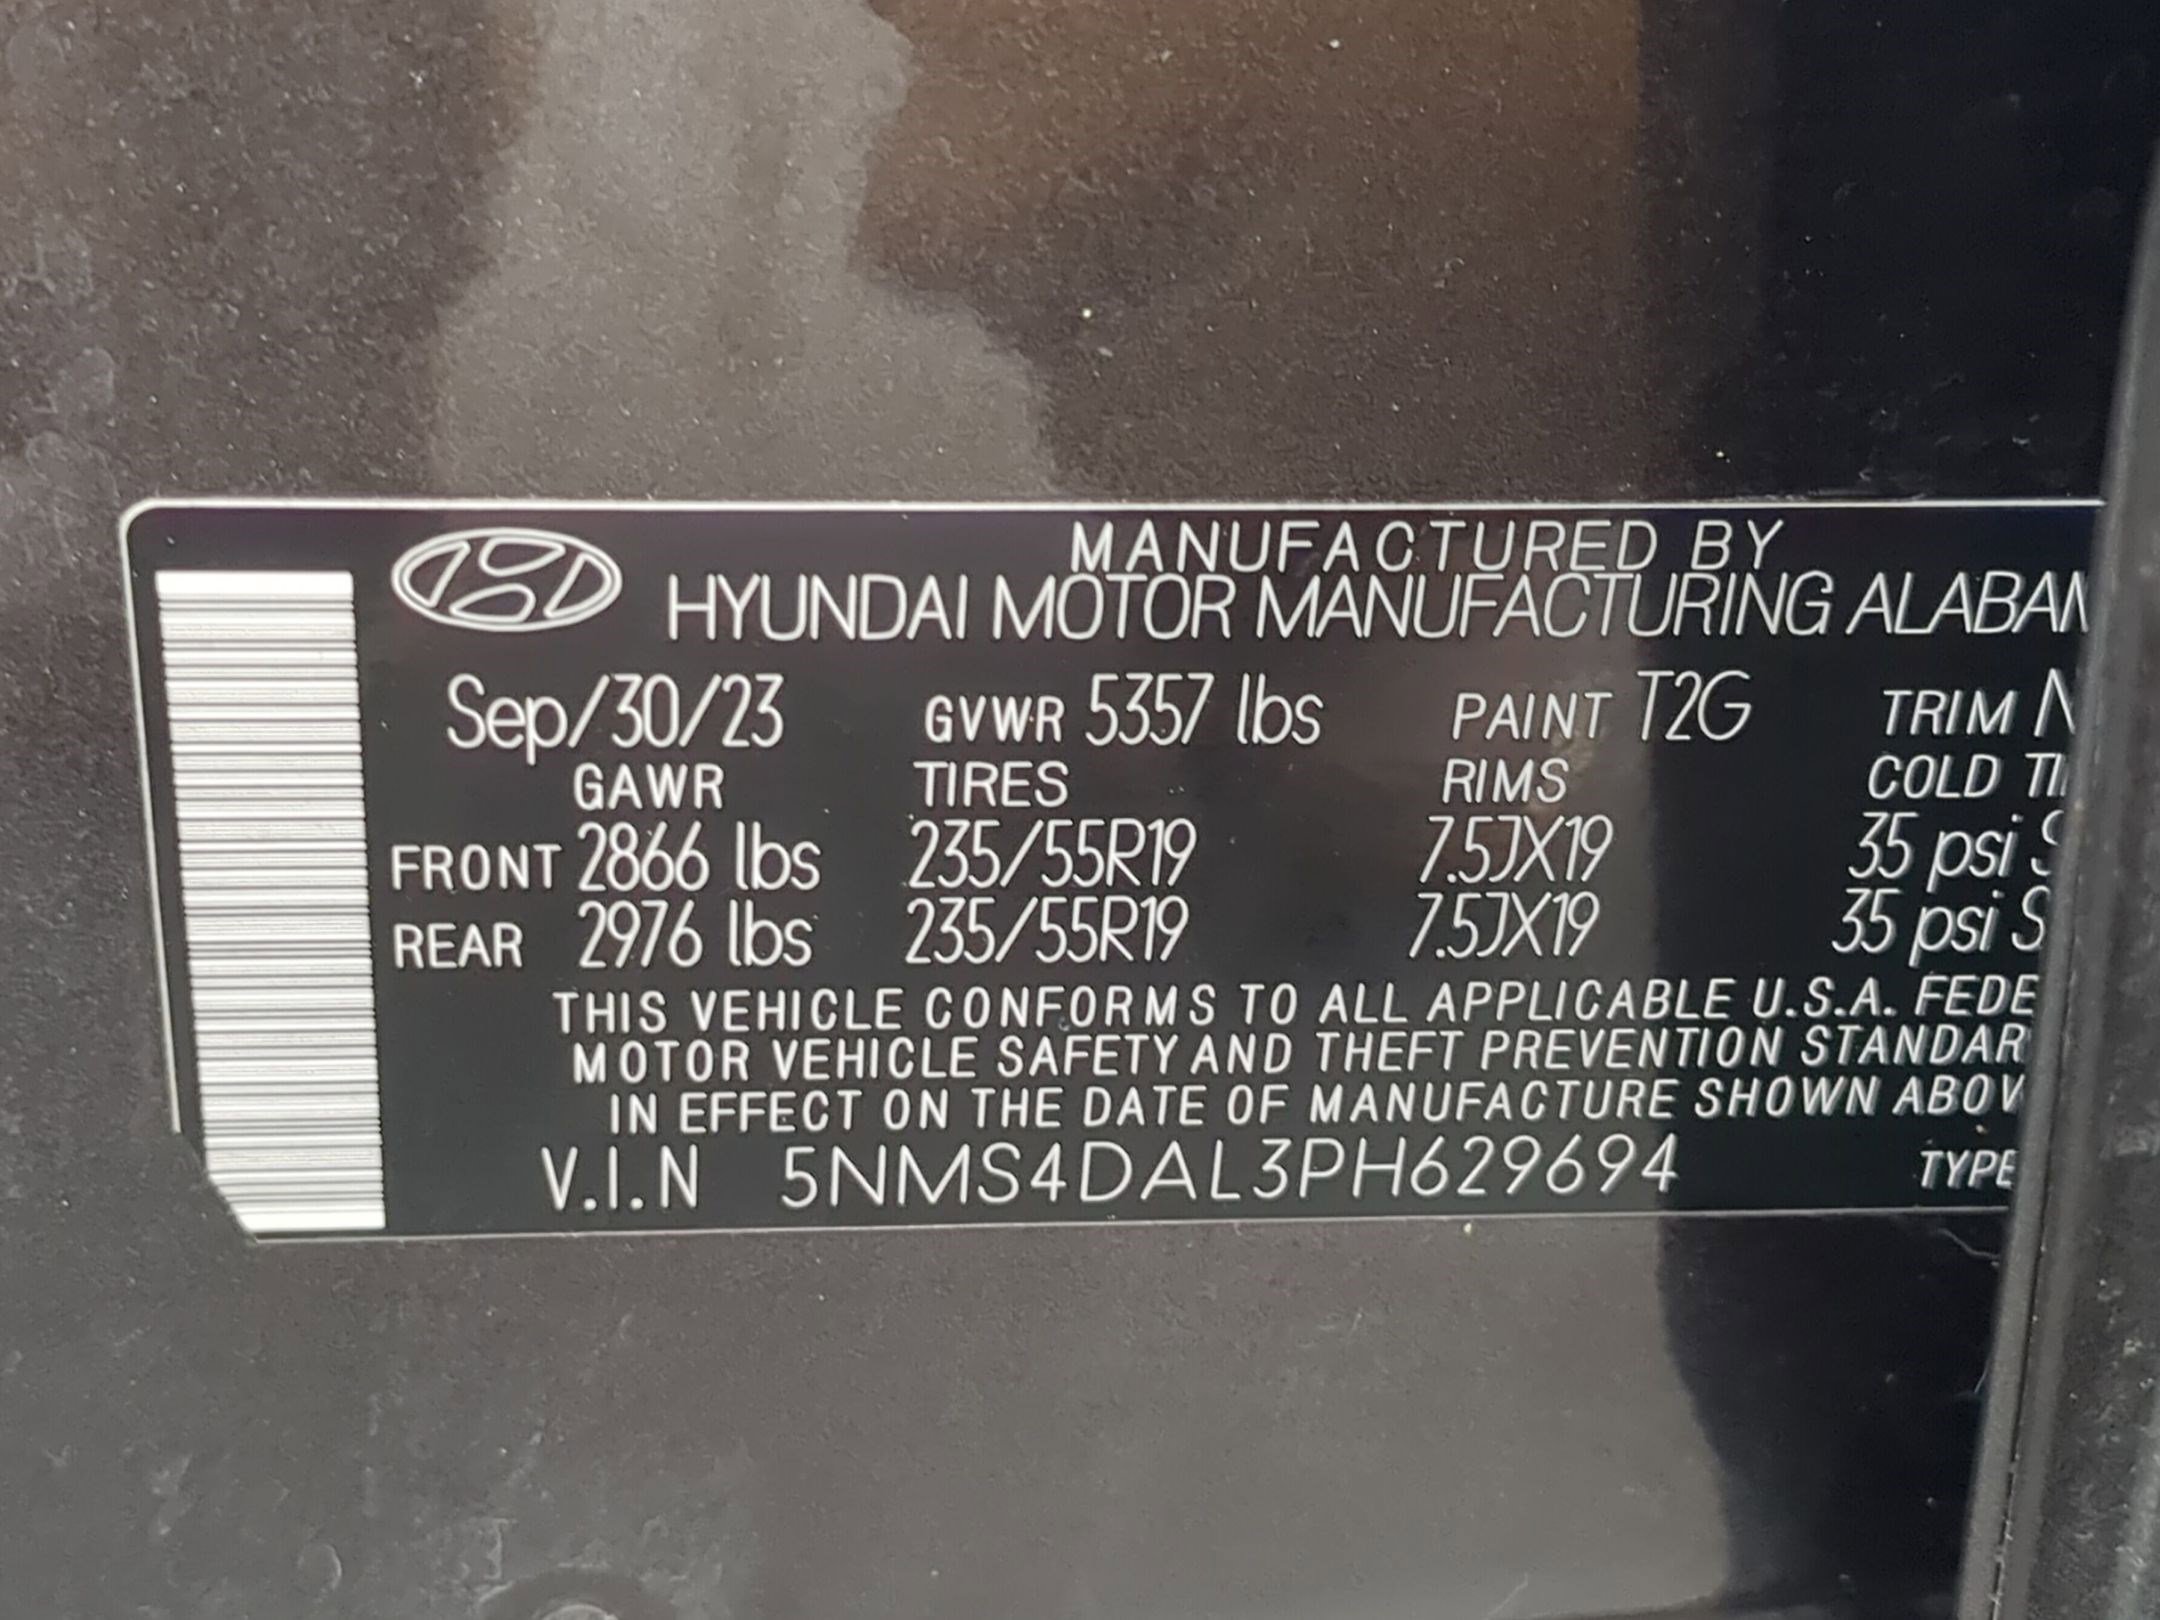 MANUFACTURED BY
HYUNDAI MOTOR MANUFACTURING
Sep/30/23 GVWR 5357 lbs PAINT T2G TRIM
GAWR TIRES RIMS COLD
FRONT 2866 lbs 235/55R19 7.5JX19 35 psi
REAR 2976 lbs 235/55R19 7.5JX19 35 psi
THIS VEHICLE CONFORMS TO ALL APPLICABLE U.S.A.
MOTOR VEHICLE SAFETY AND THEFT PREVENTION
IN EFFECT ON THE DATE OF MANUFACTURE SHOWN
V.I.N 5NMS4DAL3PH629694 TYPE